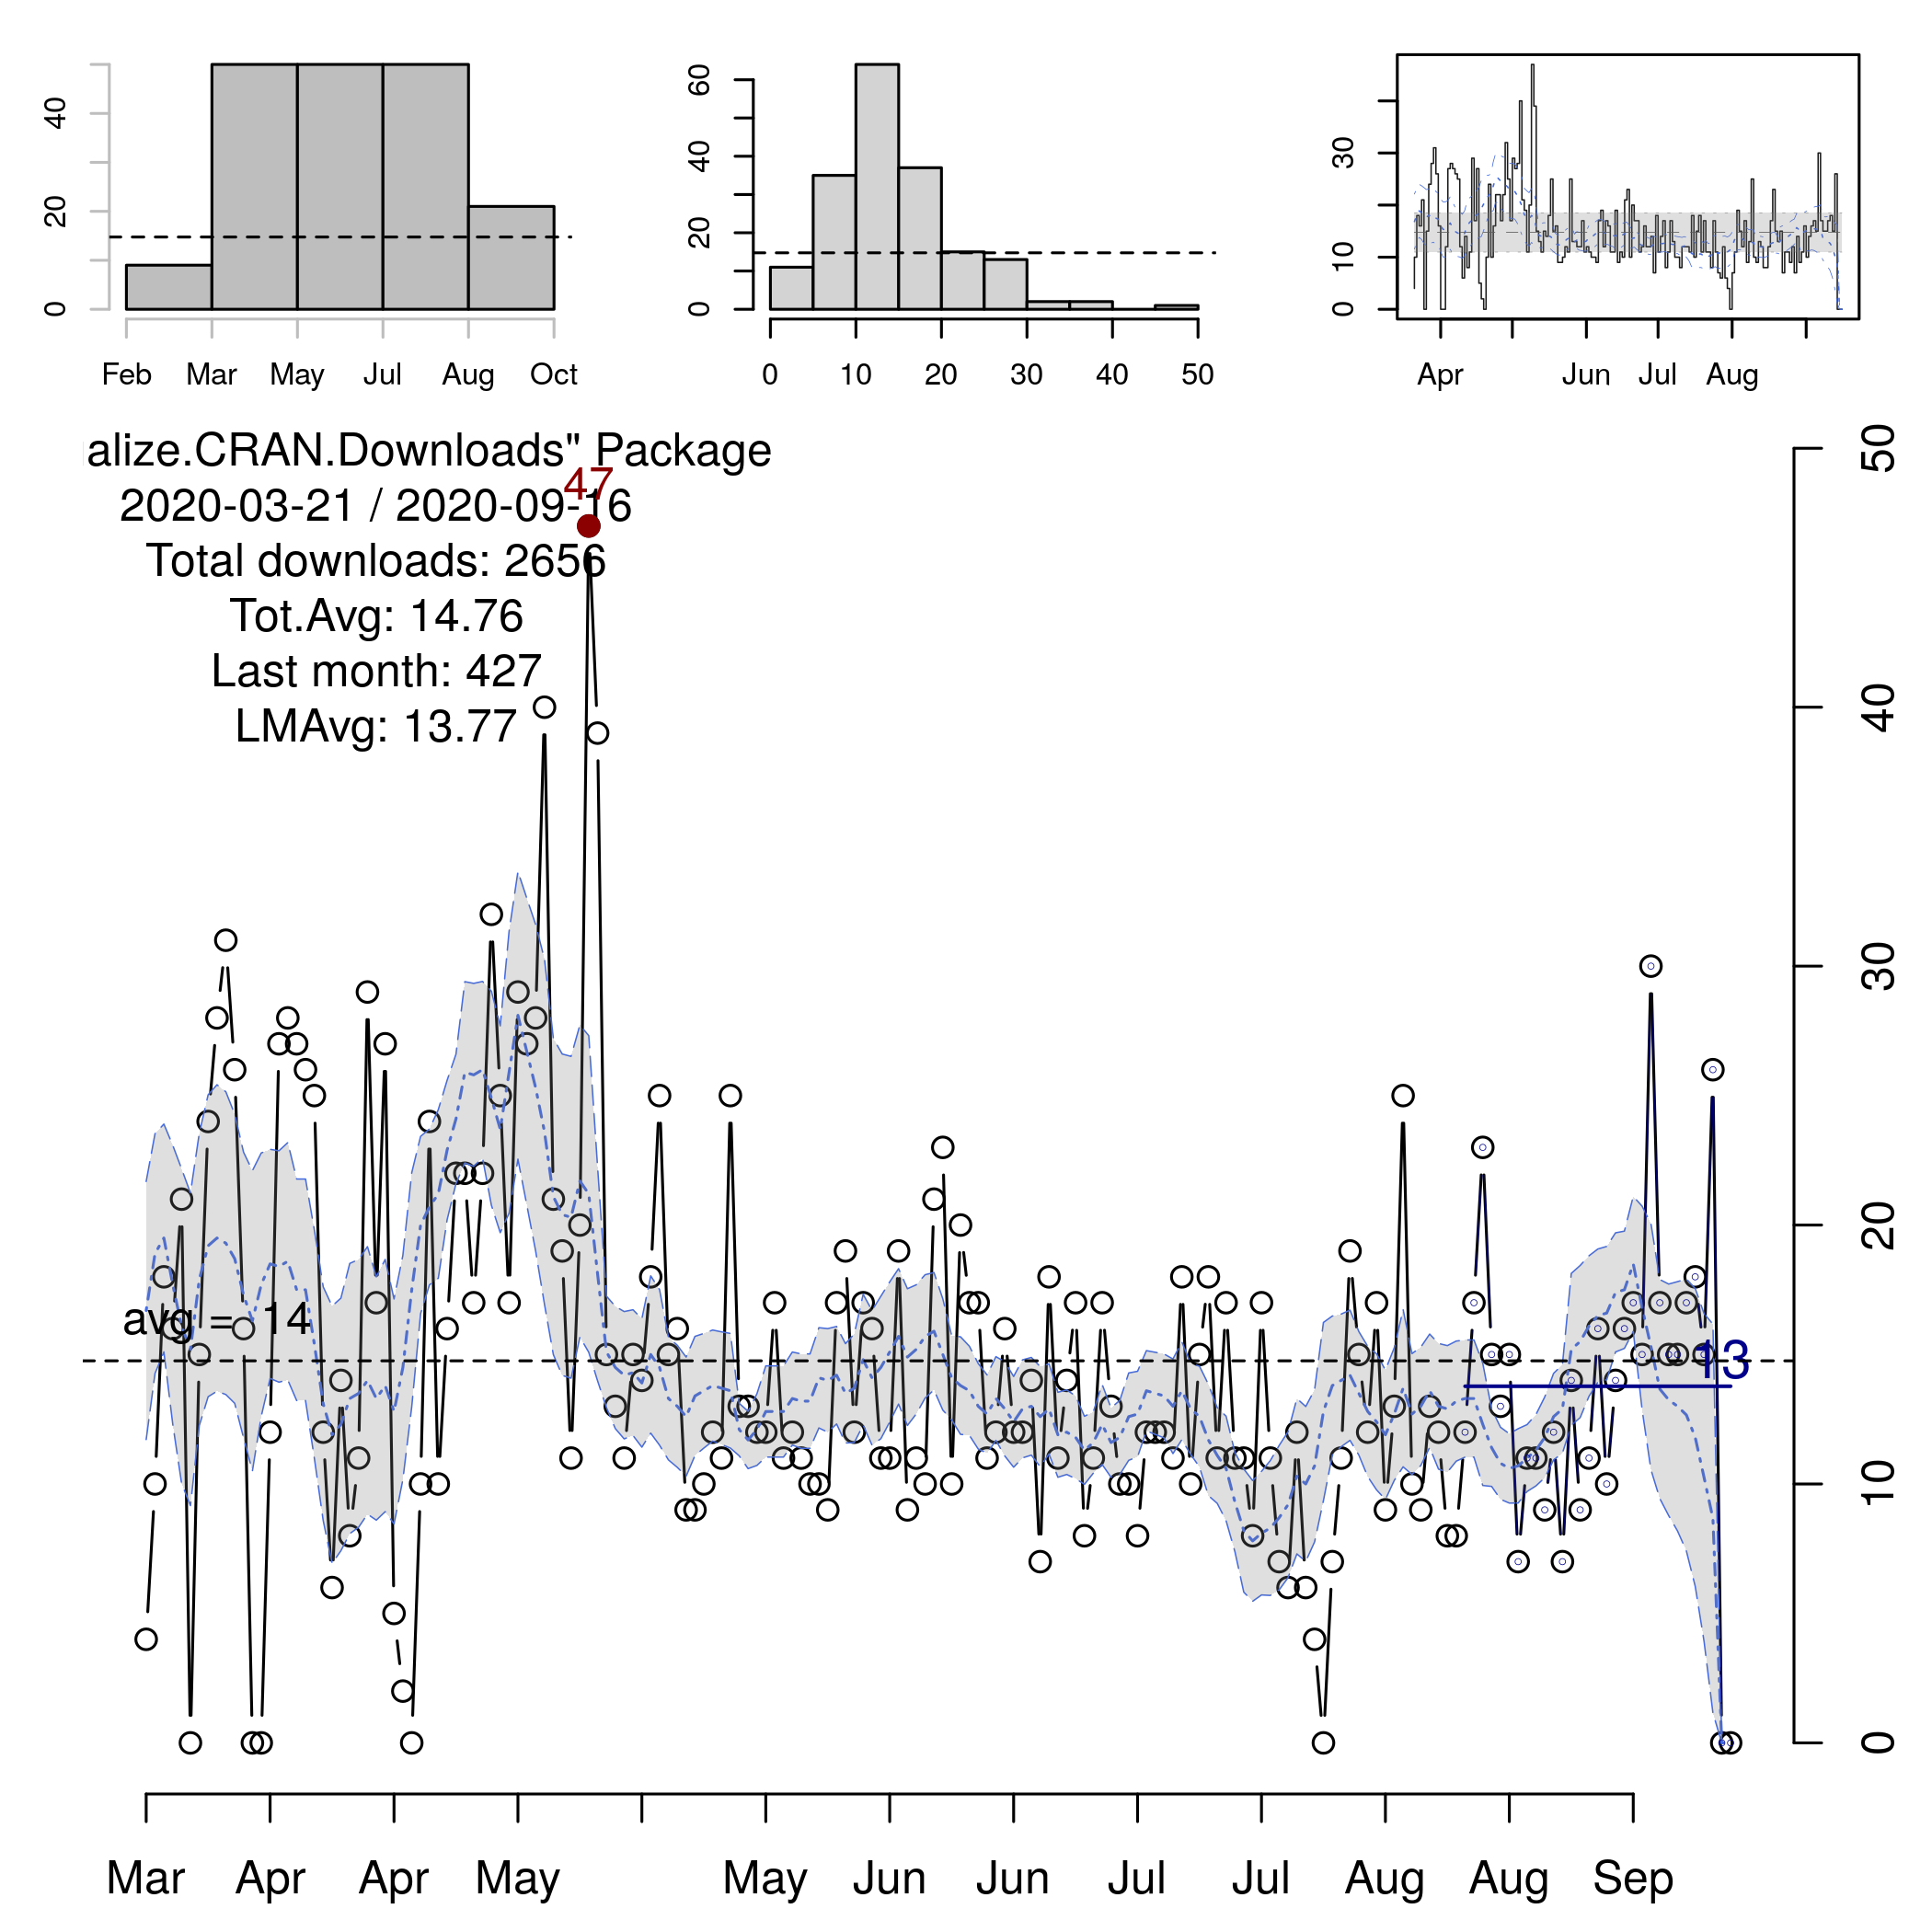 40
20
0
Feb Mar May Jul Aug Oct
60
40
20
0
0 10 20 30 40 50
30
10
0
Apr Jun Jul Aug
alize.CRAN.Downloads" Package
47
2020-03-21 / 2020-09-16
Total downloads: 2656
Tot.Avg: 14.76
Last month: 427
LMAvg: 13.77
avg = 14
13
50
40
30
20
10
0
Mar Apr Apr May May Jun Jun Jul Jul Aug Aug Sep